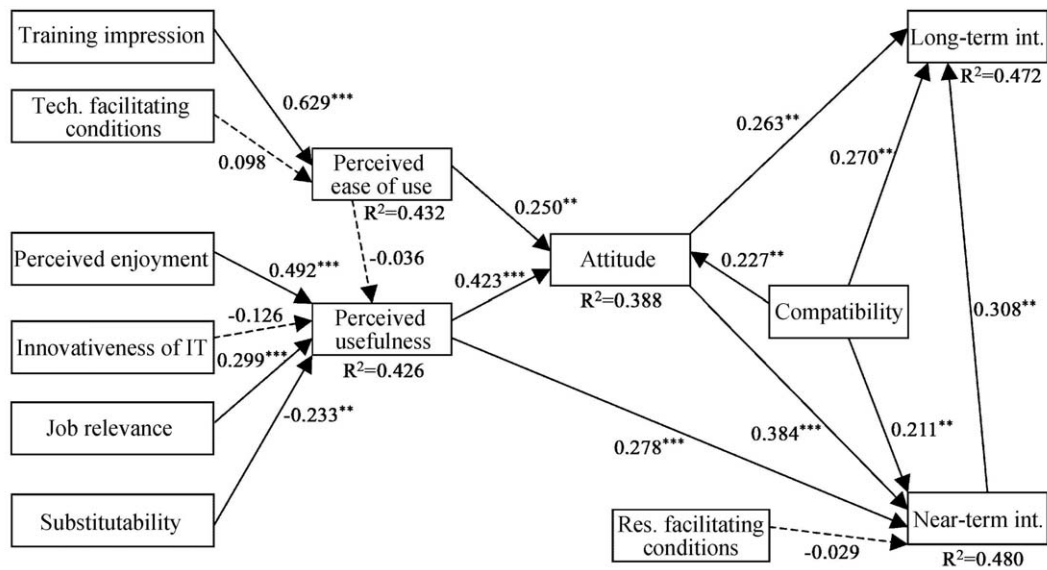 Training impression
Long-term int.
R²=0.472
Tech. facilitating
conditions
0.629***
0.098
0.263**
0.270**
Perceived
ease of use
R²=0.432
0.250**
-0.036
Perceived enjoyment
0.492***
0.423***
Attitude
R²=0.388
0.227**
Compatibility
0.308**
-0.126
Innovativeness of IT
0.299***
Perceived
usefulness
R²=0.426
Job relevance
-0.233**
0.278***
0.384***
0.211**
Substitutability
Res. facilitating
conditions
-0.029
Near-term int.
R²=0.480